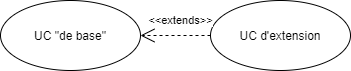 UC "de base"
<<extends>>
UC d'extension